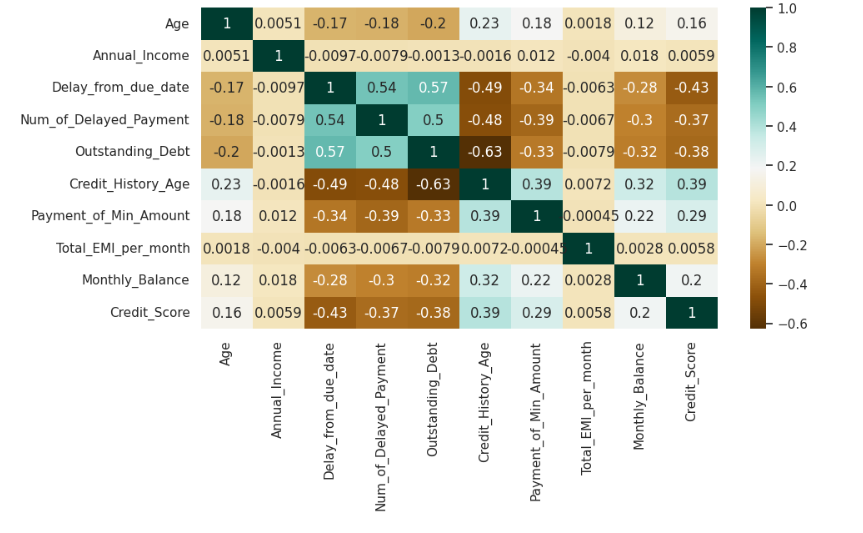 Age 1 0.0051 -0.17 -0.18 -0.2 0.23 0.18 0.0018 0.12 0.16
Annual_Income 0.0051 1 -0.0097 -0.0079 -0.0013 -0.0016 0.012 -0.004 0.018 0.0059
Delay_from_due_date -0.17 -0.0097 1 0.54 0.57 -0.49 -0.34 -0.0063 -0.28 -0.43
Num_of_Delayed_Payment -0.18 -0.0079 0.54 1 0.5 -0.48 -0.39 -0.0067 -0.3 -0.37
Outstanding_Debt -0.2 -0.0013 0.57 0.5 1 -0.63 -0.33 -0.0079 -0.32 -0.38
Credit_History_Age 0.23 -0.0016 -0.49 -0.48 -0.63 1 0.39 0.0072 0.32 0.39
Payment_of_Min_Amount 0.18 0.012 -0.34 -0.39 -0.33 0.39 1 -0.00045 0.22 0.29
Total_EMI_per_month 0.0018 -0.004 -0.0063 -0.0067 -0.0079 0.0072 -0.00045 1 0.0028 0.0058
Monthly_Balance 0.12 0.018 -0.28 -0.3 -0.32 0.32 0.22 0.0028 1 0.2
Credit_Score 0.16 0.0059 -0.43 -0.37 -0.38 0.39 0.29 0.0058 0.2 1
Age
Annual_Income
Delay_from_due_date
Num_of_Delayed_Payment
Outstanding_Debt
Credit_History_Age
Payment_of_Min_Amount
Total_EMI_per_month
Monthly_Balance
Credit_Score
1.0
0.8
0.6
0.4
0.2
0.0
−0.2
−0.4
−0.6